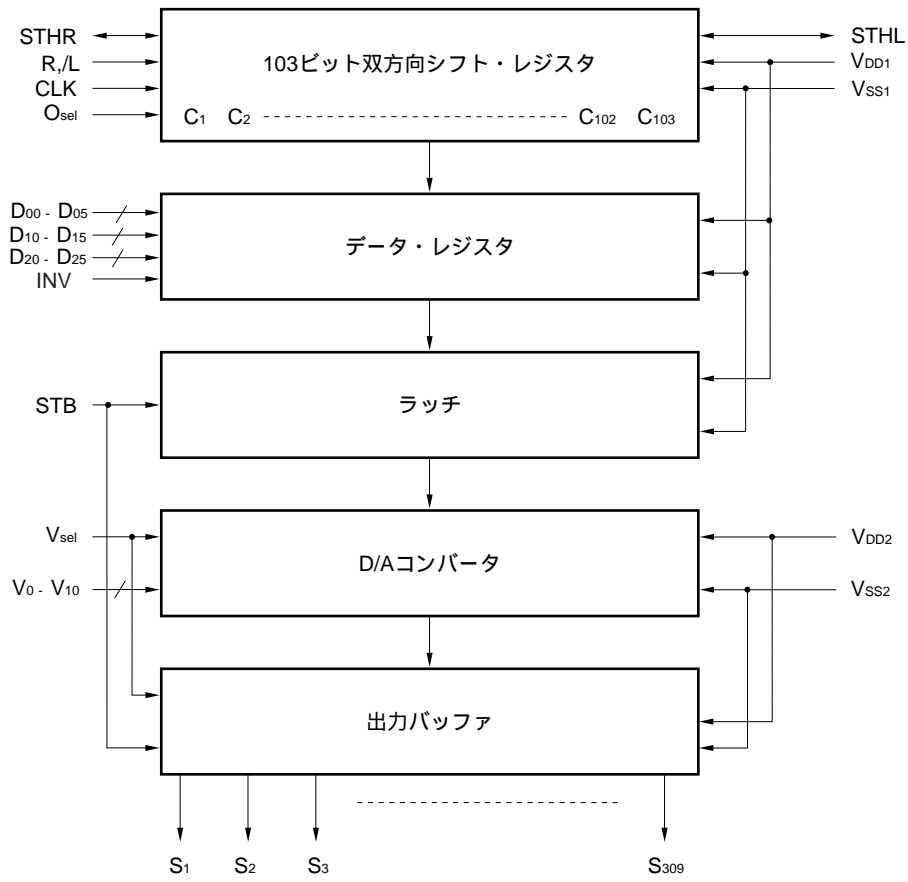 STHR
R,/L
CLK
Osel
103ビット双方向シフト・レジスタ
C1 C2 C102 C103
STHL
VDD1
VSS1
D00 - D05
D10 - D15
D20 - D25
INV
データ・レジスタ
STB
ラッチ
Vsel
V0 - V10
D/Aコンバータ
VDD2
VSS2
出力バッファ
S1 S2 S3 S309